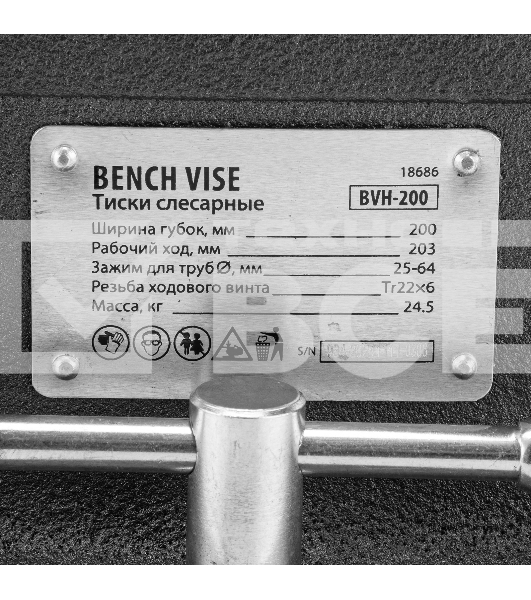 BENCH VISE
18686
Тиски слесарные
BVH-200
Ширина губок, мм 200
Рабочий ход, мм 203
Зажим для труб Ø, мм 25-64
Резьба ходового винта Tr22×6
Масса, кг 24.5
S/N